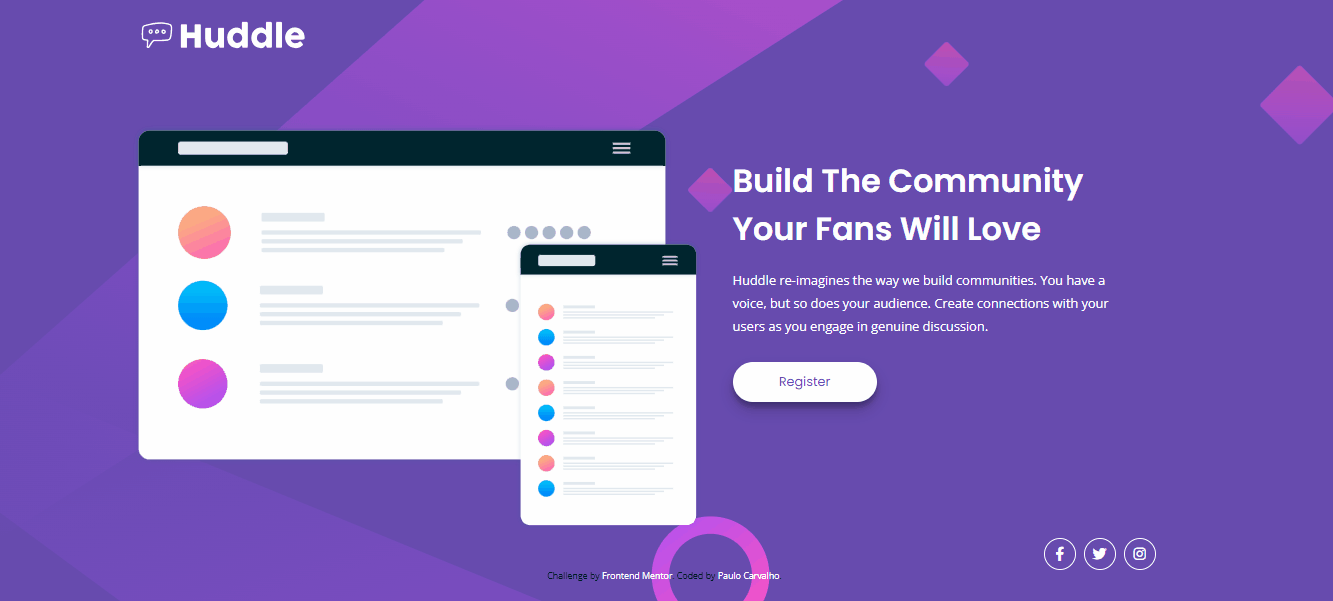 Huddle
Build The Community
Your Fans Will Love
Huddle re-imagines the way we build communities. You have a
voice, but so does your audience. Create connections with your
users as you engage in genuine discussion.
Register
Challenge by Frontend Mentor. Coded by Paulo Carvalho